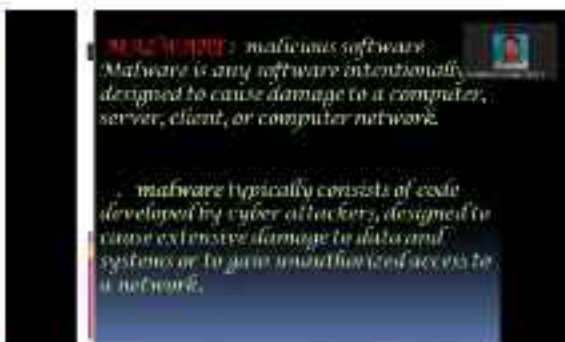 MALWARE : malicious software
Malware is any software intentionally
designed to cause damage to a computer,
server, client, or computer network.
. malware typically consists of code
developed by cyber attackers, designed to
cause extensive damage to data and
systems or to gain unauthorized access to
a network.